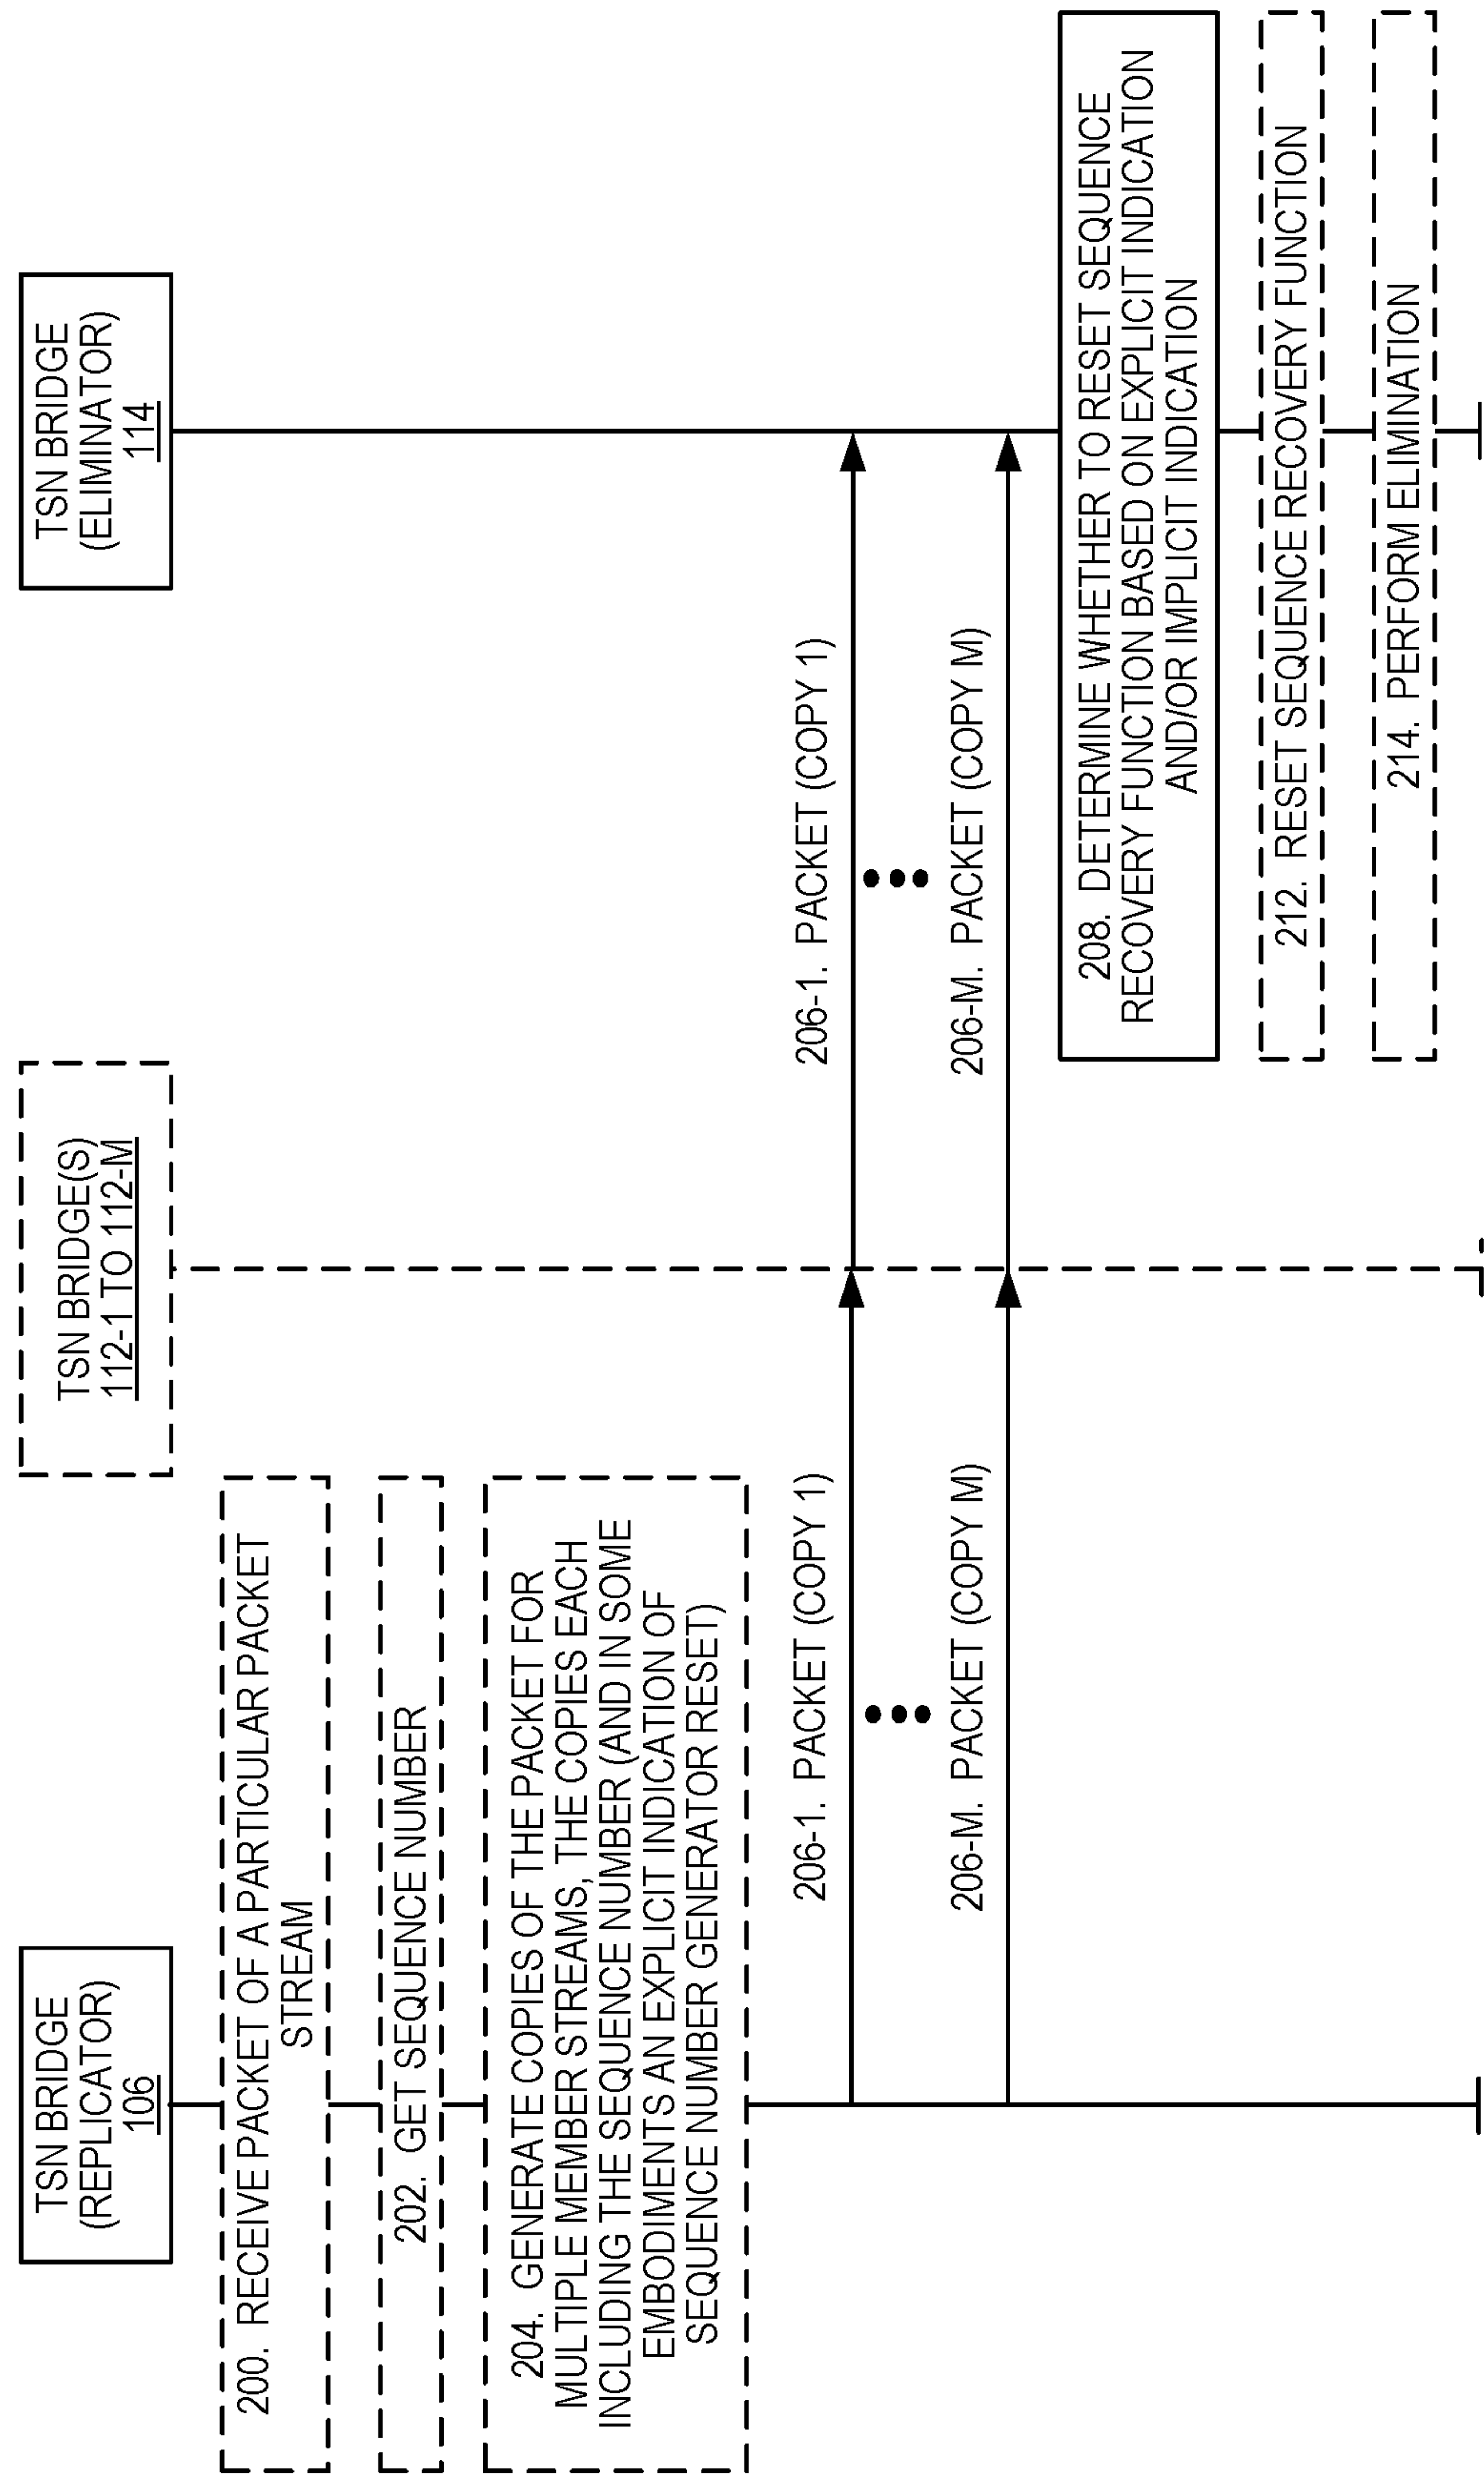 TSN BRIDGE
(REPLICATOR)
106
TSN BRIDGE(S)
112-1 TO 112-M
TSN BRIDGE
(ELIMINATOR)
114
200. RECEIVE PACKET OF A PARTICULAR PACKET
STREAM
202. GET SEQUENCE NUMBER
204. GENERATE COPIES OF THE PACKET FOR
MULTIPLE MEMBER STREAMS, THE COPIES EACH
INCLUDING THE SEQUENCE NUMBER (AND IN SOME
EMBODIMENTS AN EXPLICIT INDICATION OF
SEQUENCE NUMBER GENERATOR RESET)
206-1. PACKET (COPY 1)
206-1. PACKET (COPY 1)
206-M. PACKET (COPY M)
206-M. PACKET (COPY M)
208. DETERMINE WHETHER TO RESET SEQUENCE
RECOVERY FUNCTION BASED ON EXPLICIT INDICATION
AND/OR IMPLICIT INDICATION
212. RESET SEQUENCE RECOVERY FUNCTION
214. PERFORM ELIMINATION